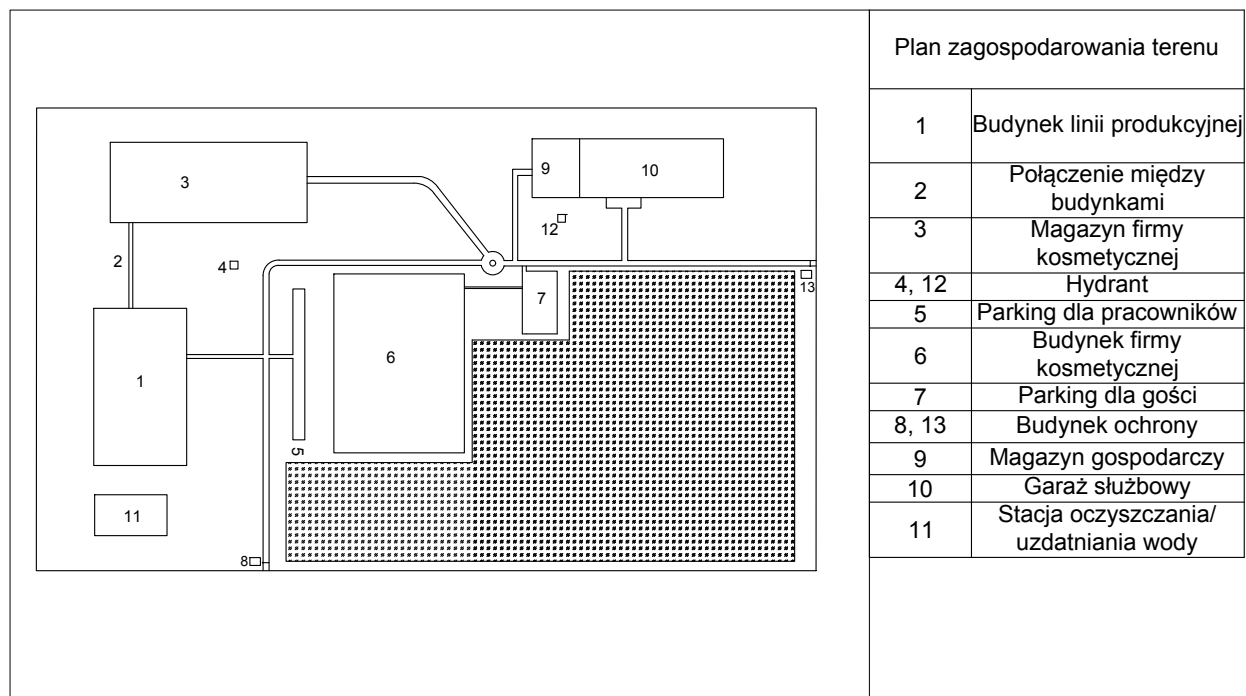 3
9
10
12
2
4
13
7
6
1
5
11
8
Plan zagospodarowania terenu
1 Budynek linii produkcyjnej
2 Połączenie między
budynkami
3 Magazyn firmy
kosmetycznej
4, 12 Hydrant
5 Parking dla pracowników
6 Budynek firmy
kosmetycznej
7 Parking dla gości
8, 13 Budynek ochrony
9 Magazyn gospodarczy
10 Garaż służbowy
11 Stacja oczyszczania/
uzdatniania wody